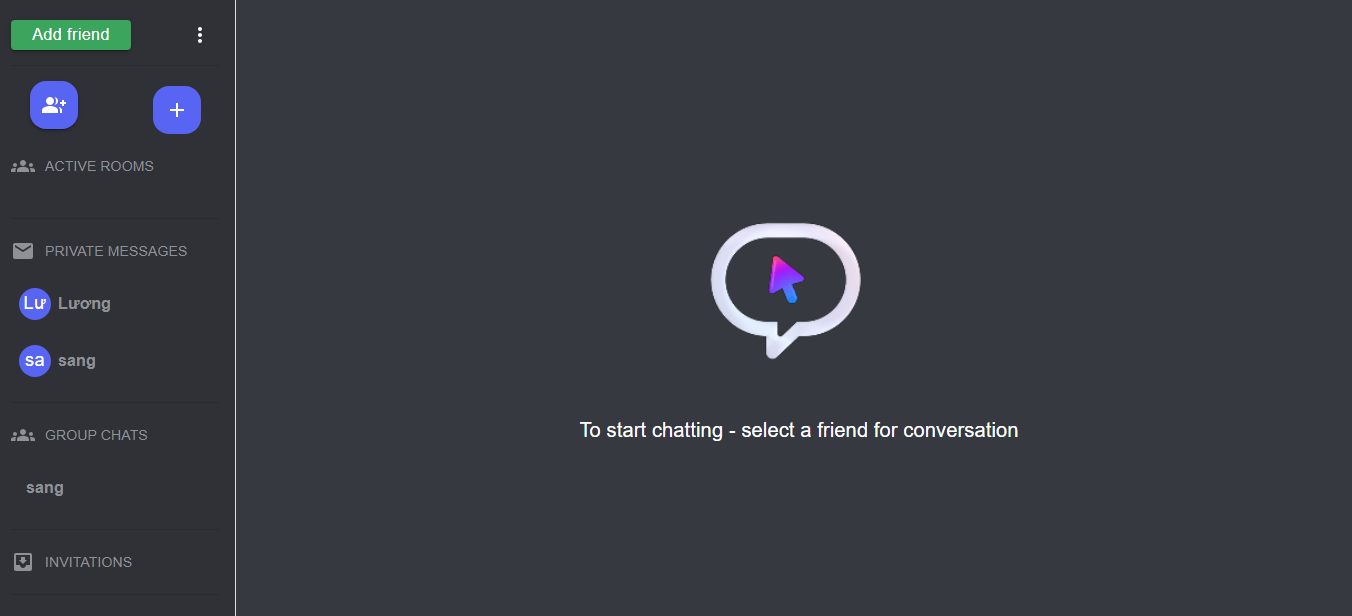 Add friend
ACTIVE ROOMS
PRIVATE MESSAGES
Lư Lương
sa sang
GROUP CHATS
sang
INVITATIONS
To start chatting - select a friend for conversation